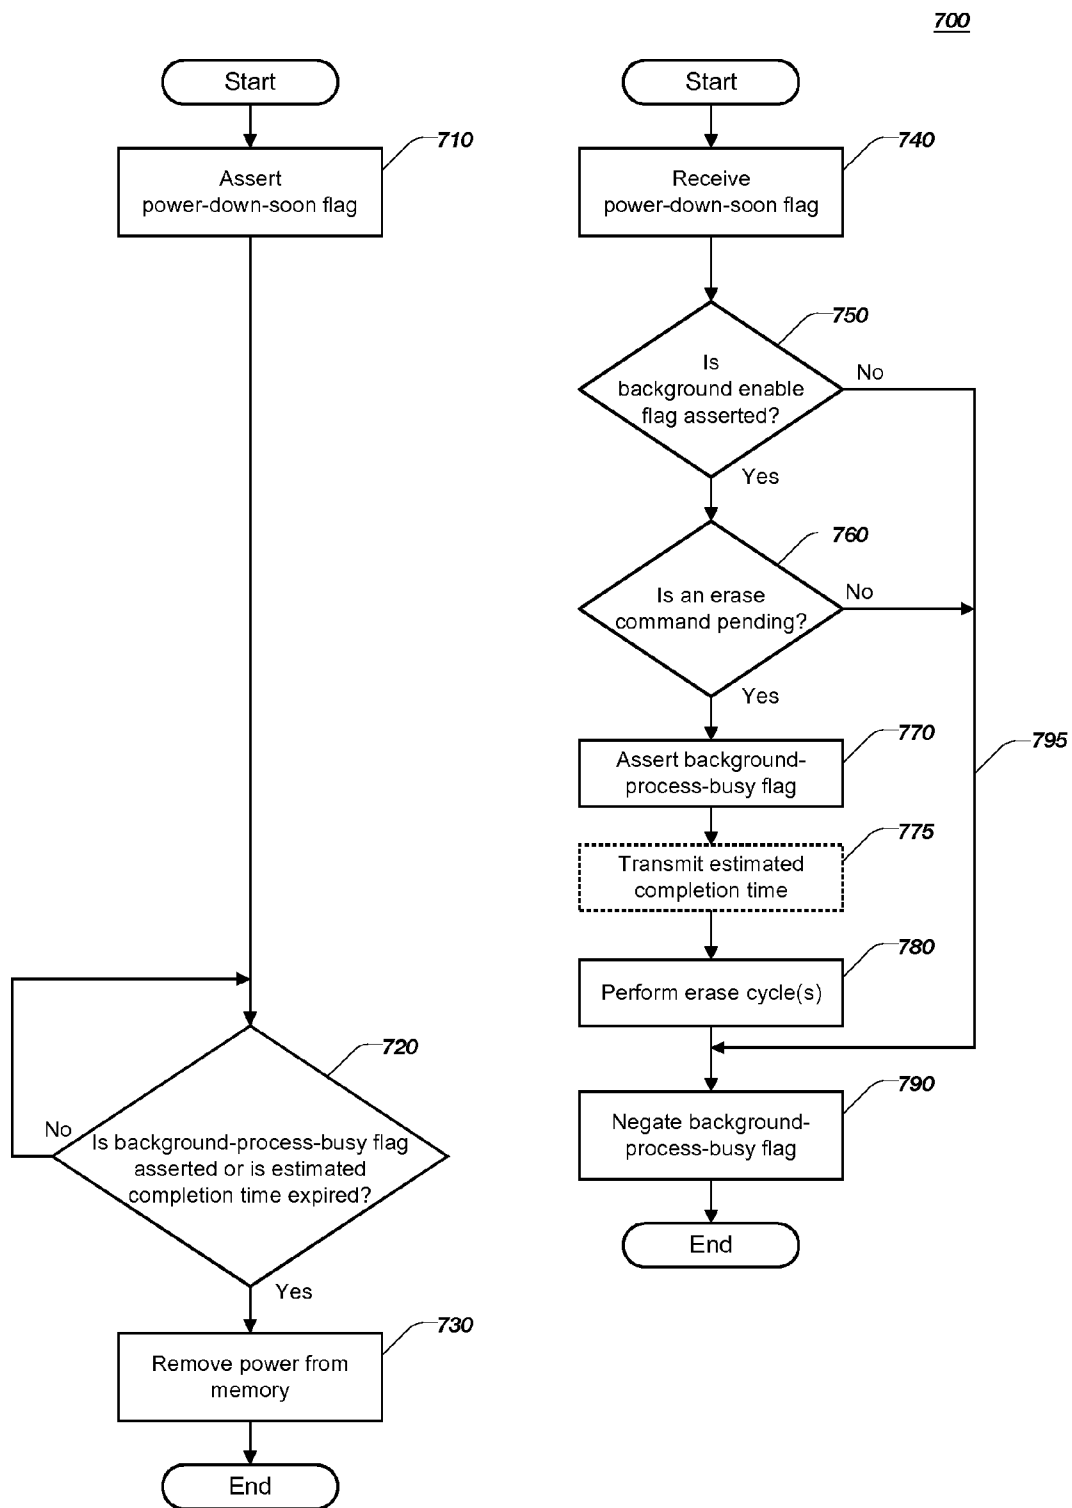 700
Start
710
Assert
power-down-soon flag
720
No
Is background-process-busy flag
asserted or is estimated
completion time expired?
Yes
730
Remove power from
memory
End
Start
740
Receive
power-down-soon flag
750
Is
background enable
flag asserted?
No
Yes
760
Is an erase
command pending?
No
Yes
770
Assert background-
process-busy flag
795
775
Transmit estimated
completion time
780
Perform erase cycle(s)
790
Negate background-
process-busy flag
End